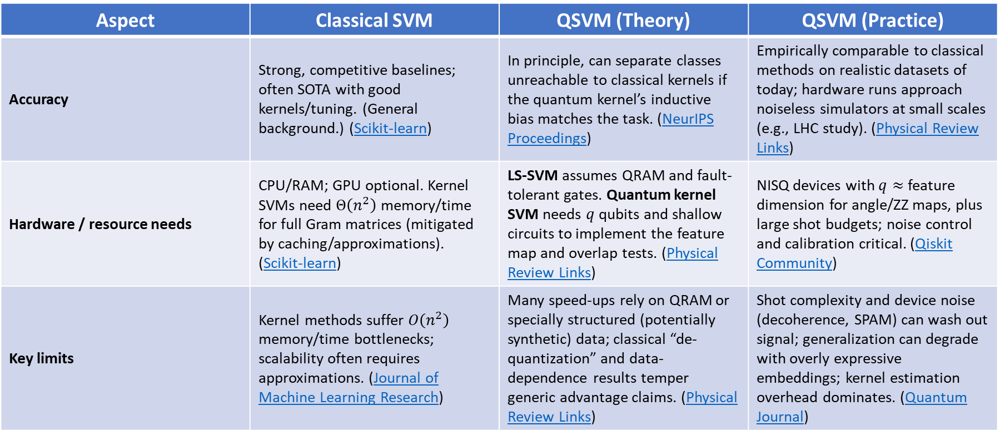 Aspect
Classical SVM
QSVM (Theory)
QSVM (Practice)
Accuracy
Strong, competitive baselines;
often SOTA with good
kernels/tuning. (General
background.) (Scikit-learn)
In principle, can separate classes
unreachable to classical kernels if
the quantum kernel’s inductive
bias matches the task. (NeurIPS
Proceedings)
Empirically comparable to classical
methods on realistic datasets of
today; hardware runs approach
noiseless simulators at small scales
(e.g., LHC study). (Physical Review
Links)
Hardware / resource needs
CPU/RAM; GPU optional. Kernel
SVMs need Θ(n²) memory/time
for full Gram matrices (mitigated
by caching/approximations).
(Scikit-learn)
LS-SVM assumes QRAM and fault-
tolerant gates. Quantum kernel
SVM needs q qubits and shallow
circuits to implement the feature
map and overlap tests. (Physical
Review Links)
NISQ devices with q ≈ feature
dimension for angle/ZZ maps, plus
large shot budgets; noise control
and calibration critical. (Qiskit
Community)
Key limits
Kernel methods suffer O(n²)
memory/time bottlenecks;
scalability often requires
approximations. (Journal of
Machine Learning Research)
Many speed-ups rely on QRAM or
specially structured (potentially
synthetic) data; classical “de-
quantization” and data-
dependence results temper
generic advantage claims. (Physical
Review Links)
Shot complexity and device noise
(decoherence, SPAM) can wash out
signal; generalization can degrade
with overly expressive
embeddings; kernel estimation
overhead dominates. (Quantum
Journal)